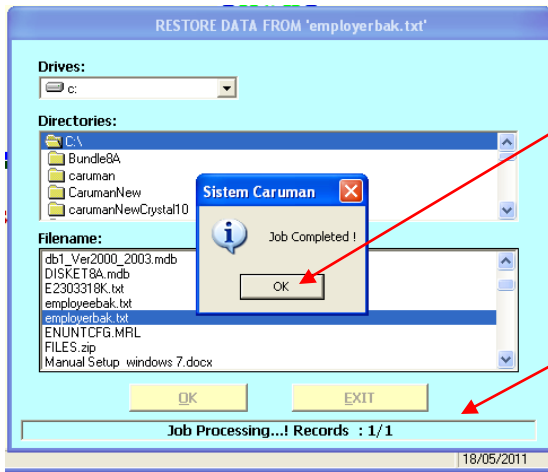 RESTORE DATA FROM 'employerbak.txt'
Drives:
c:
Directories:
C:\
Bundle8A
caruman
CarumanNew
carumanNewCrystal10
Sistem Caruman
Job Completed !
OK
Filename:
db1_Ver2000_2003.mdb
DISKET8A.mdb
E2303318K.txt
employeebak.txt
employerbak.txt
ENUNTCFG.MRL
FILES.zip
Manual Setup windows 7.docx
OK EXIT
Job Processing...! Records : 1/1
18/05/2011